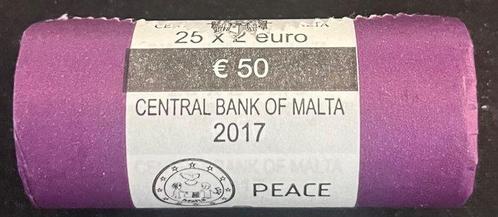 25 x 2 euro
€ 50
CENTRAL BANK OF MALTA
2017
PEACE